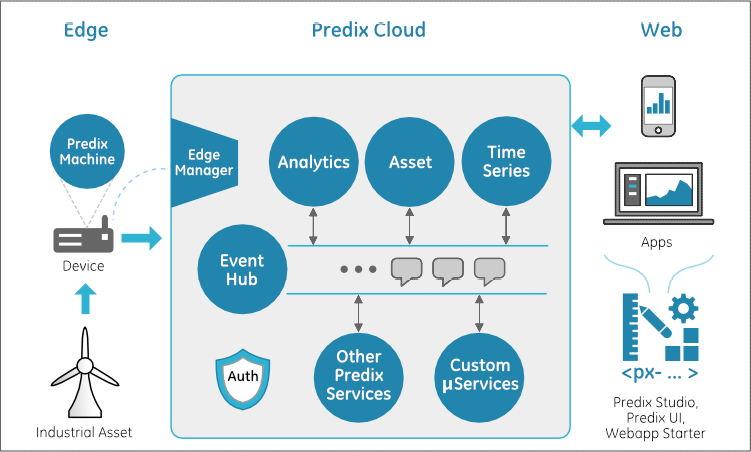 Edge
Predix Cloud
Web
Predix
Machine
Edge
Manager
Analytics
Asset
Time
Series
Device
Event
Hub
Apps
Auth
Other
Predix
Services
Custom
µServices
<px- ... >
Industrial Asset
Predix Studio,
Predix UI,
Webapp Starter